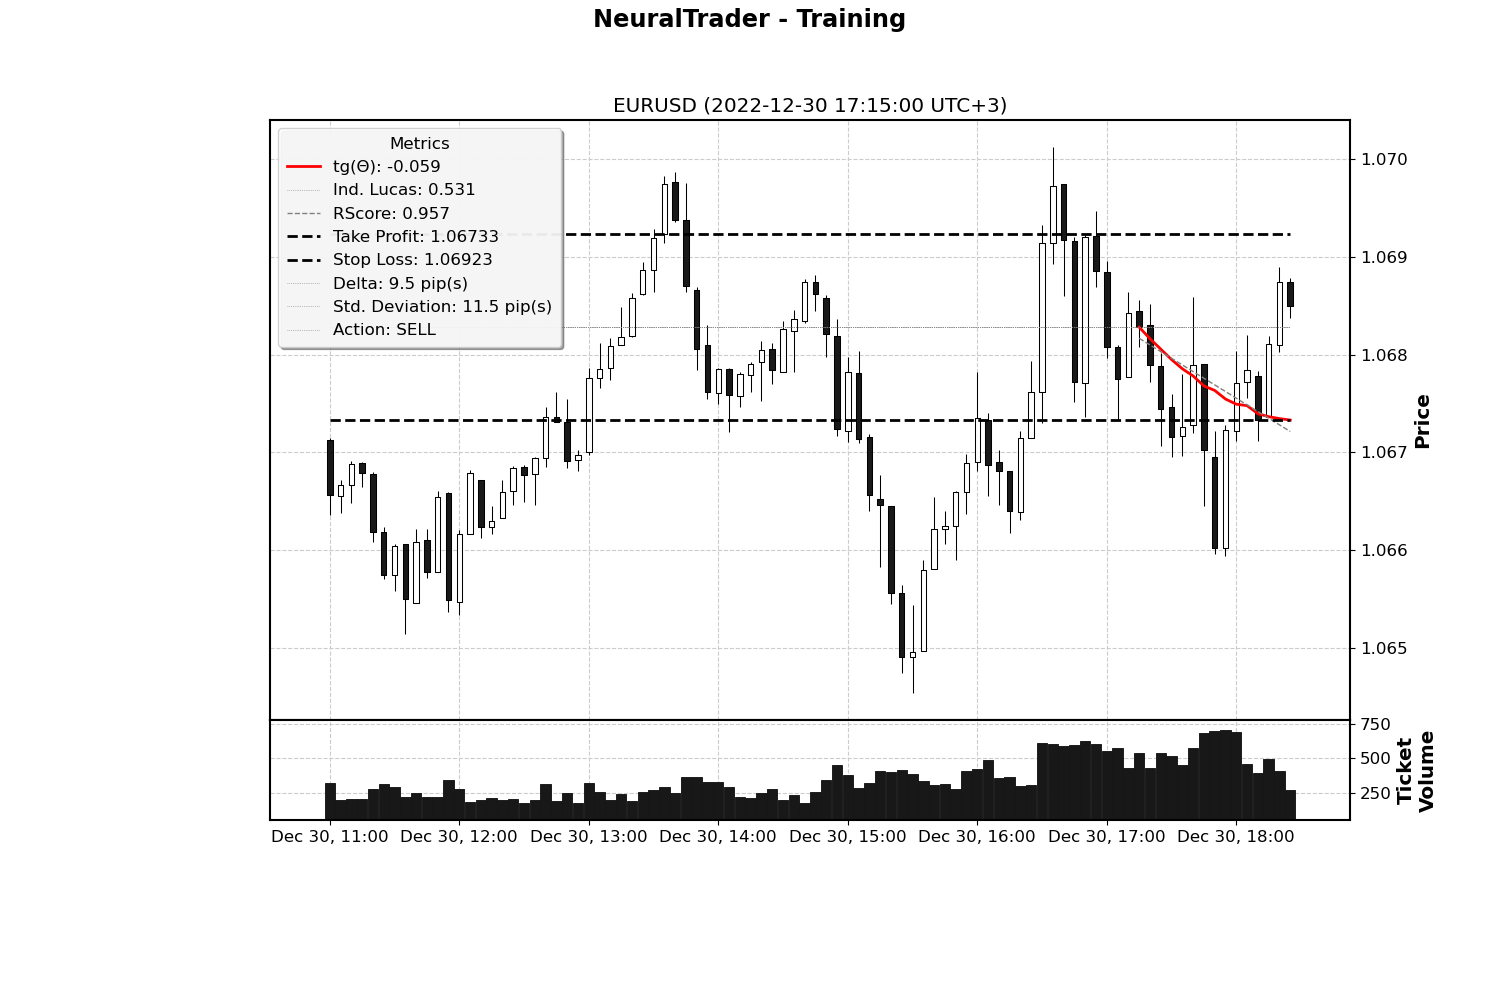 NeuralTrader - Training
EURUSD (2022-12-30 17:15:00 UTC+3)
Metrics
tg(Θ): -0.059
Ind. Lucas: 0.531
RScore: 0.957
Take Profit: 1.06733
Stop Loss: 1.06923
Delta: 9.5 pip(s)
Std. Deviation: 11.5 pip(s)
Action: SELL
1.070
1.069
1.068
1.067
1.066
1.065
Price
750
500
250
Ticket
Volume
Dec 30, 11:00 Dec 30, 12:00 Dec 30, 13:00 Dec 30, 14:00 Dec 30, 15:00 Dec 30, 16:00 Dec 30, 17:00 Dec 30, 18:00